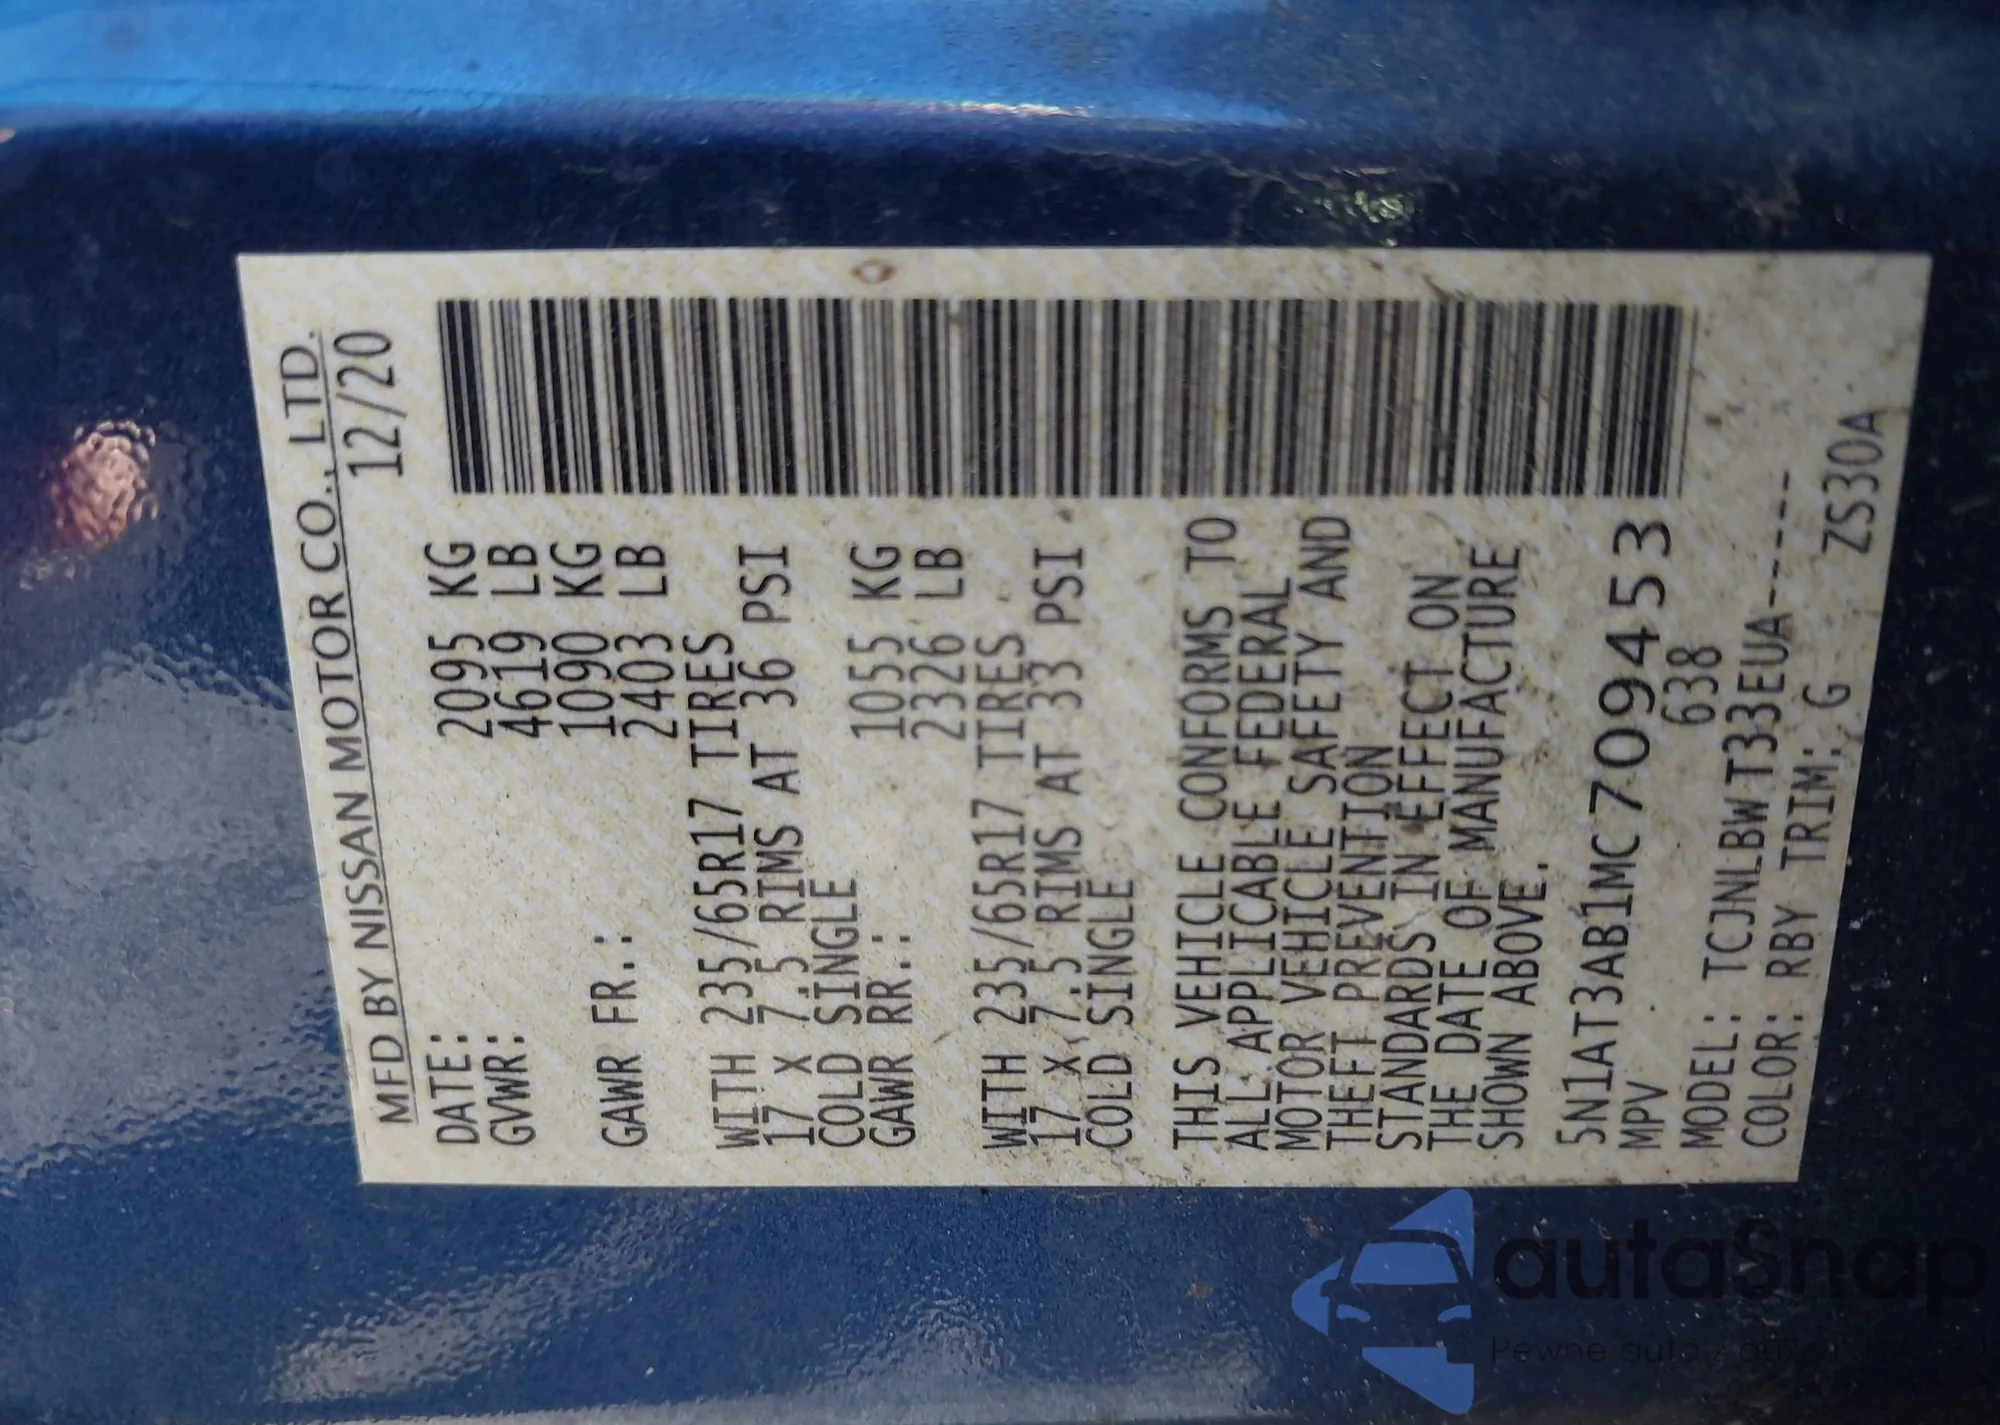 MFD BY NISSAN MOTOR CO., LTD.
DATE: 12/20
GVWR: 2095 KG
4619 LB
GAWR FR.: 1090 KG
2403 LB
WITH 235/65R17 TIRES
17 X 7.5 RIMS AT 36 PSI
COLD SINGLE
GAWR RR.: 1055 KG
2326 LB
WITH 235/65R17 TIRES
17 X 7.5 RIMS AT 33 PSI
COLD SINGLE
THIS VEHICLE CONFORMS TO
ALL APPLICABLE FEDERAL
MOTOR VEHICLE SAFETY AND
THEFT PREVENTION
STANDARDS IN EFFECT ON
THE DATE OF MANUFACTURE
SHOWN ABOVE.
5N1AT3AB1MC709453
MPV 638
MODEL: TCJNLBWT33EUA-----
COLOR: RBY TRIM: G
ZS30A
autaSnap
Pewne auta z